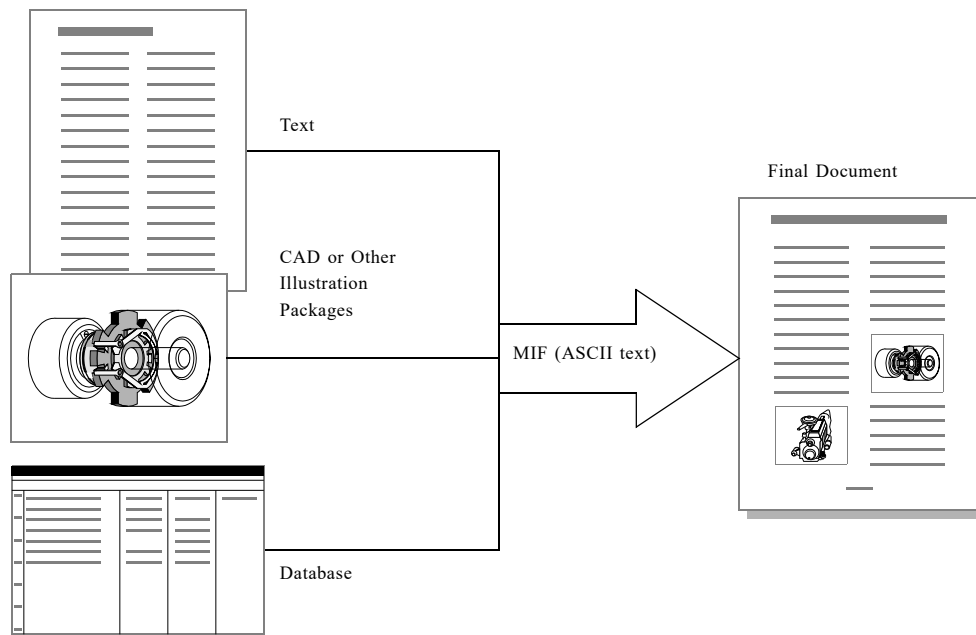 Text
Final Document
CAD or Other
Illustration
Packages
MIF (ASCII text)
Database